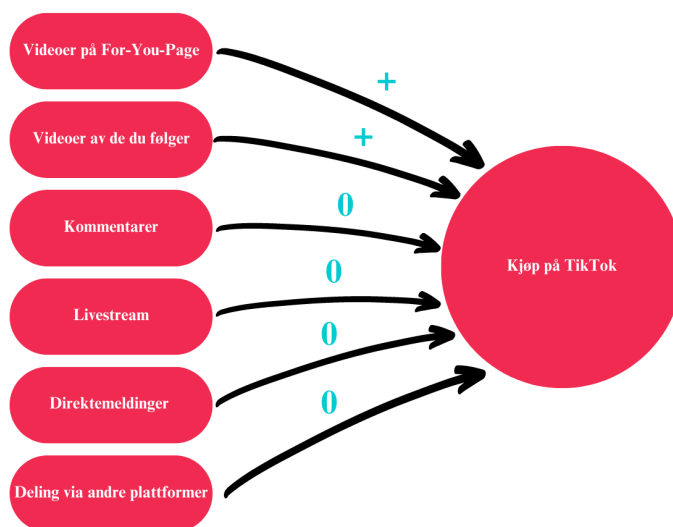 Videoer på For-You-Page
+
Videoer av de du følger
+
Kommentarer
0
Livestream
0
Direktemeldinger
0
Deling via andre plattformer
0
Kjøp på TikTok